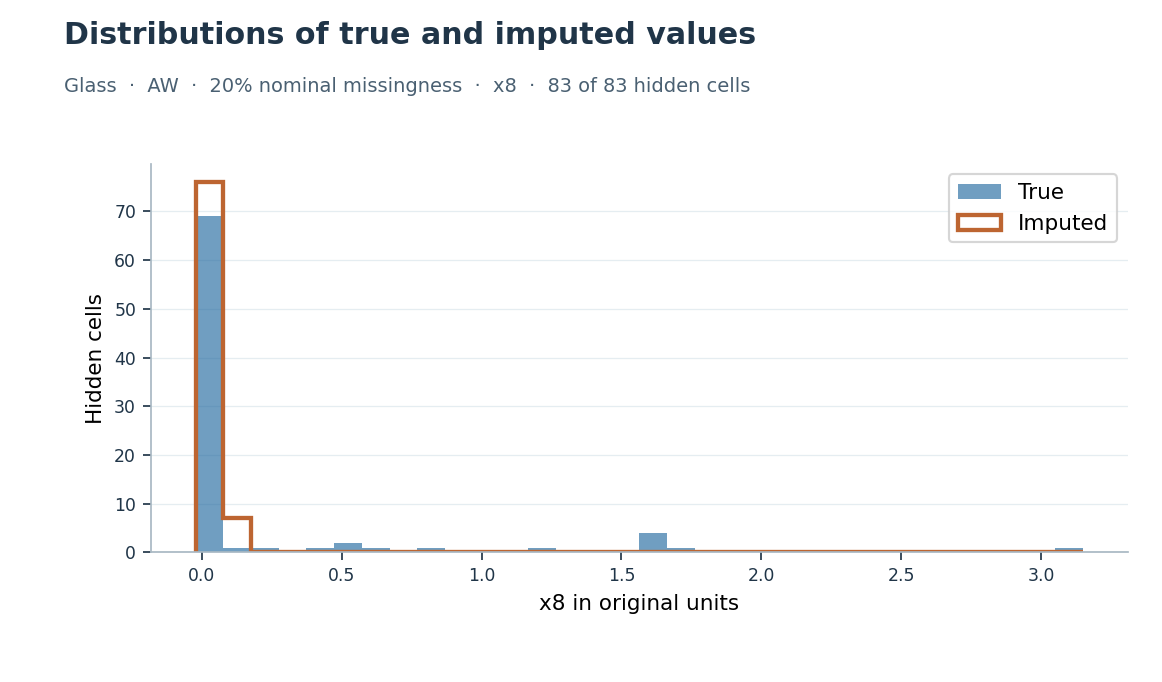 Distributions of true and imputed values
Glass · AW · 20% nominal missingness · x8 · 83 of 83 hidden cells
True
Imputed
Hidden cells
70
60
50
40
30
20
10
0
0.0 0.5 1.0 1.5 2.0 2.5 3.0
x8 in original units